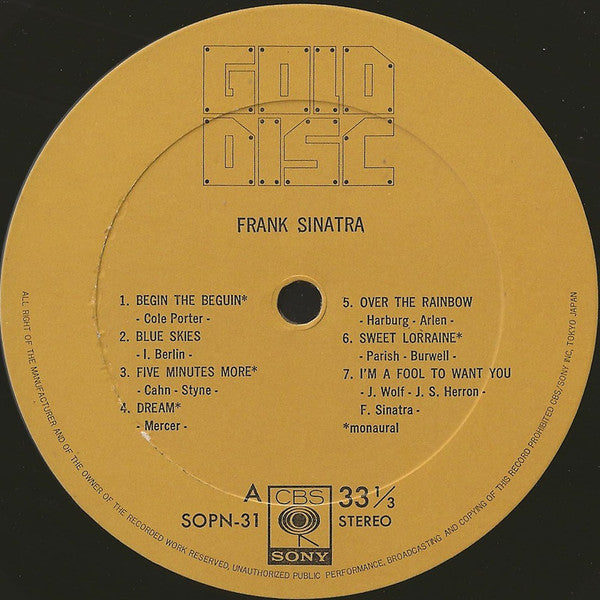 GOLD
DISC
FRANK SINATRA
1. BEGIN THE BEGUIN*
- Cole Porter -
2. BLUE SKIES
- I. Berlin -
3. FIVE MINUTES MORE*
- Cahn - Styne -
4. DREAM*
- Mercer -
5. OVER THE RAINBOW
- Harburg - Arlen -
6. SWEET LORRAINE*
- Parish - Burwell -
7. I'M A FOOL TO WANT YOU
- J. Wolf - J. S. Herron -
F. Sinatra -
*monaural
A
SOPN-31
CBS
SONY
33 1/3
STEREO
ALL RIGHT OF THE MANUFACTURER AND OF THE OWNER OF THE RECORDED WORK RESERVED, UNAUTHORIZED PUBLIC PERFORMANCE, BROADCASTING AND COPYING OF THIS RECORD PROHIBITED CBS/SONY INC, TOKYO JAPAN